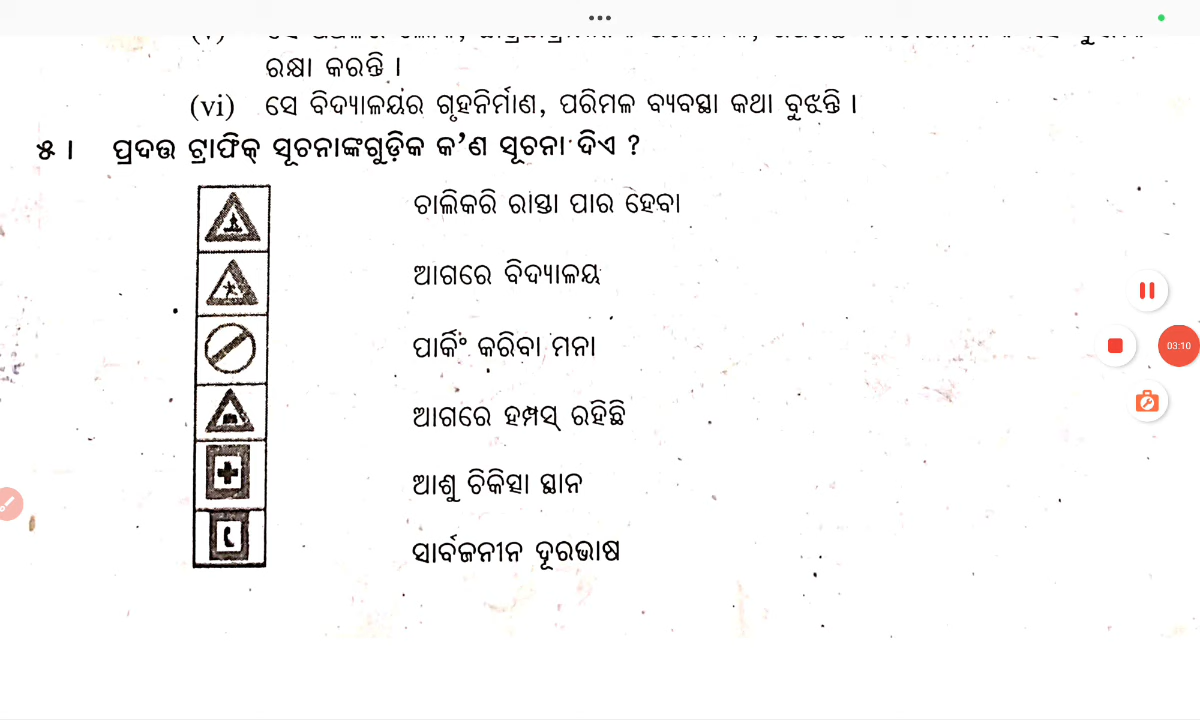 ରକ୍ଷା କରନ୍ତି ।
(vi) ସେ ବିଦ୍ୟାଳୟର ଗୃହନିର୍ମାଣ, ପରିମଳ ବ୍ୟବସ୍ଥା କଥା ବୁଝନ୍ତି ।
୫ । ପ୍ରଦତ୍ତ ଟ୍ରାଫିକ୍ ସୂଚନାଙ୍କଗୁଡ଼ିକ କ'ଣ ସୂଚନା ଦିଏ ?
ଚାଲିକରି ରାସ୍ତା ପାର ହେବା
ଆଗରେ ବିଦ୍ୟାଳୟ
ପାର୍କିଂ କରିବା ମନା
ଆଗରେ ହମ୍ପସ୍ ରହିଛି
ଆଶୁ ଚିକିତ୍ସା ସ୍ଥାନ
ସାର୍ବଜନୀନ ଦୂରଭାଷ
03:10